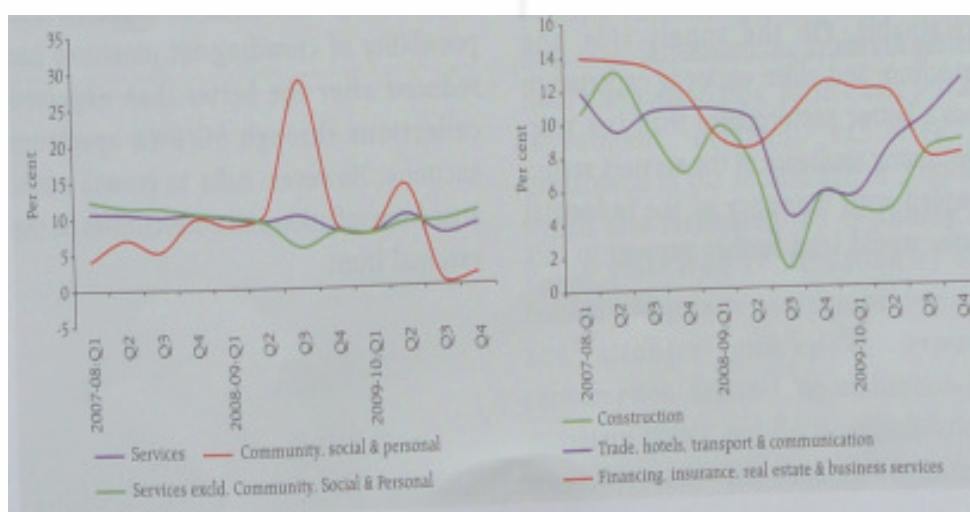 35
30
25
20
15
10
5
0
-5
Per cent
2007-08:Q1
Q2
Q3
Q4
2008-09:Q1
Q2
Q3
Q4
2009-10:Q1
Q2
Q3
Q4
Services
Community, social & personal
Services excld. Community, Social & Personal
16
14
12
10
8
6
4
2
0
Per cent
2007-08:Q1
Q2
Q3
Q4
2008-09:Q1
Q2
Q3
Q4
2009-10:Q1
Q2
Q3
Q4
Construction
Trade, hotels, transport & communication
Financing, insurance, real estate & business services